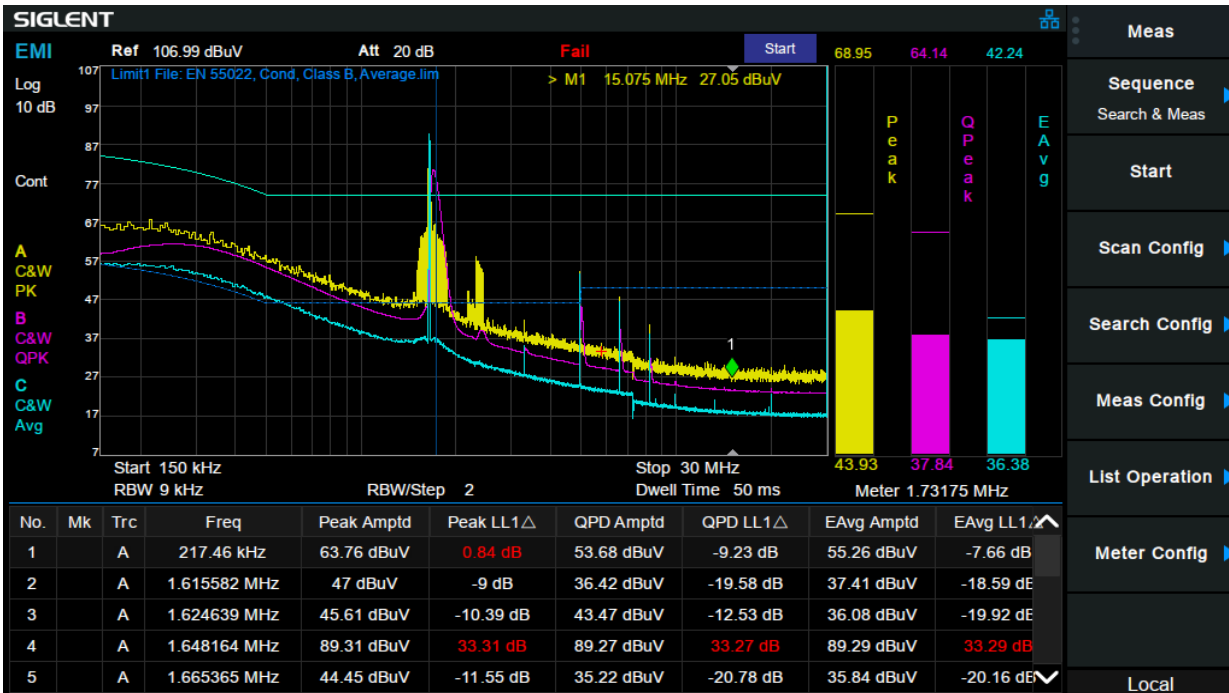 SIGLENT
EMI
Ref 106.99 dBuV Att 20 dB Fail Start 68.95 64.14 42.24
Limit1 File: EN 55022, Cond, Class B, Average.lim
> M1 15.075 MHz 27.05 dBuV
Log
10 dB
Cont
A
C&W
PK
B
C&W
QPK
C
C&W
Avg
107
97
87
77
67
57
47
37
27
17
7
1
Peak
QPeak
EAvg
43.93 37.84 36.38
Start 150 kHz Stop 30 MHz
RBW 9 kHz RBW/Step 2 Dwell Time 50 ms Meter 1.73175 MHz
No. Mk Trc Freq Peak Amptd Peak LL1△ QPD Amptd QPD LL1△ EAvg Amptd EAvg LL1△
1 A 217.46 kHz 63.76 dBuV 0.84 dB 53.68 dBuV -9.23 dB 55.26 dBuV -7.66 dB
2 A 1.615582 MHz 47 dBuV -9 dB 36.42 dBuV -19.58 dB 37.41 dBuV -18.59 dB
3 A 1.624639 MHz 45.61 dBuV -10.39 dB 43.47 dBuV -12.53 dB 36.08 dBuV -19.92 dB
4 A 1.648164 MHz 89.31 dBuV 33.31 dB 89.27 dBuV 33.27 dB 89.29 dBuV 33.29 dB
5 A 1.665365 MHz 44.45 dBuV -11.55 dB 35.22 dBuV -20.78 dB 35.84 dBuV -20.16 dB
Meas
Sequence
Search & Meas
Start
Scan Config
Search Config
Meas Config
List Operation
Meter Config
Local